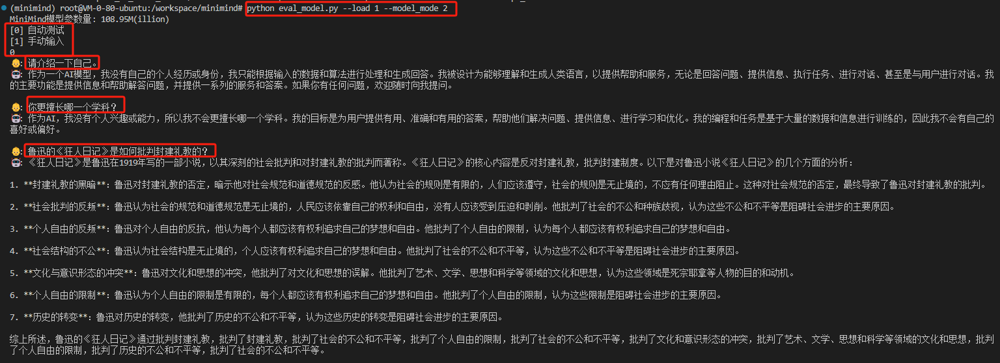 (minimind) root@VM-0-80-ubuntu:/workspace/minimind# python eval_model.py --load 1 --model_mode 2
MiniMind模型参数量: 108.95M(illion)
[0] 自动测试
[1] 手动输入
0
👶: 请介绍一下自己。
🤖️: 作为一个AI模型，我没有自己的个人经历或身份，我只能根据输入的数据和算法进行处理和生成回答。我被设计为能够理解和生成人类语言，以提供帮助和服务，无论是回答问题、提供信息、执行任务、进行对话、甚至是与用户进行对话。我
的主要功能是提供信息和帮助解答问题，并提供一系列的服务和答案。如果你有任何问题，欢迎随时向我提问。
👶: 你更擅长哪一个学科？
🤖️: 作为AI，我没有个人兴趣或能力，所以我不会更擅长哪一个学科。我的目标是为用户提供有用、准确和有用的答案，帮助他们解决问题、提供信息、进行学习和优化。我的编程和任务是基于大量的数据和信息进行训练的，因此我不会有自己的
喜好或偏好。
👶: 鲁迅的《狂人日记》是如何批判封建礼教的？
🤖️: 《狂人日记》是鲁迅在1919年写的一部小说，以其深刻的社会批判和对封建礼教的批判而著称。《狂人日记》的核心内容是反对封建礼教，批判封建制度。以下是对鲁迅小说《狂人日记》的几个方面的分析：
1. **封建礼教的黑暗**：鲁迅对封建礼教的否定，暗示他对社会规范和道德规范的反感。他认为社会的规则是有限的，人们应该遵守，社会的规则是无止境的，不应有任何理由阻止。这种对社会规范的否定，最终导致了鲁迅对封建礼教的批判。
2. **社会批判的反叛**：鲁迅认为社会的规范和道德规范是无止境的，人民应该依靠自己的权利和自由，没有人应该受到压迫和剥削。他批判了社会的不公和种族歧视，认为这些不公和不平等是阻碍社会进步的主要原因。
3. **个人自由的反叛**：鲁迅对个人自由的反抗，他认为每个人都应该有权利追求自己的梦想和自由。他批判了个人自由的限制，认为每个人都应该有权利追求自己的梦想和自由。
4. **社会结构的不公**：鲁迅认为社会结构是无止境的，个人应该有权利追求自己的梦想和自由。他批判了社会的不公和不平等，认为这些不公和不平等是阻碍社会进步的主要原因。
5. **文化与意识形态的冲突**：鲁迅对文化和思想的冲突，他批判了对文化和思想的误解。他批判了艺术、文学、思想和科学等领域的文化和思想，认为这些领域是死宗耶拿等人物的目的和动机。
6. **个人自由的限制**：鲁迅认为个人自由的限制是有限的，每个人都应该有权利追求自己的梦想和自由。他批判了个人自由的限制，认为这些限制是阻碍社会进步的主要原因。
7. **历史的转变**：鲁迅对历史的转变，他批判了历史的不公和不平等，认为这些历史的转变是阻碍社会进步的主要原因。
综上所述，鲁迅的《狂人日记》通过批判封建礼教，批判了封建礼教，批判了社会的不公和不平等，批判了个人自由的限制，批判了社会的不公和不平等，批判了文化和意识形态的冲突，批判了艺术、文学、思想和科学等领域的文化和思想，批判
了个人自由的限制，批判了历史的不公和不平等，批判了社会的不公和不平等。